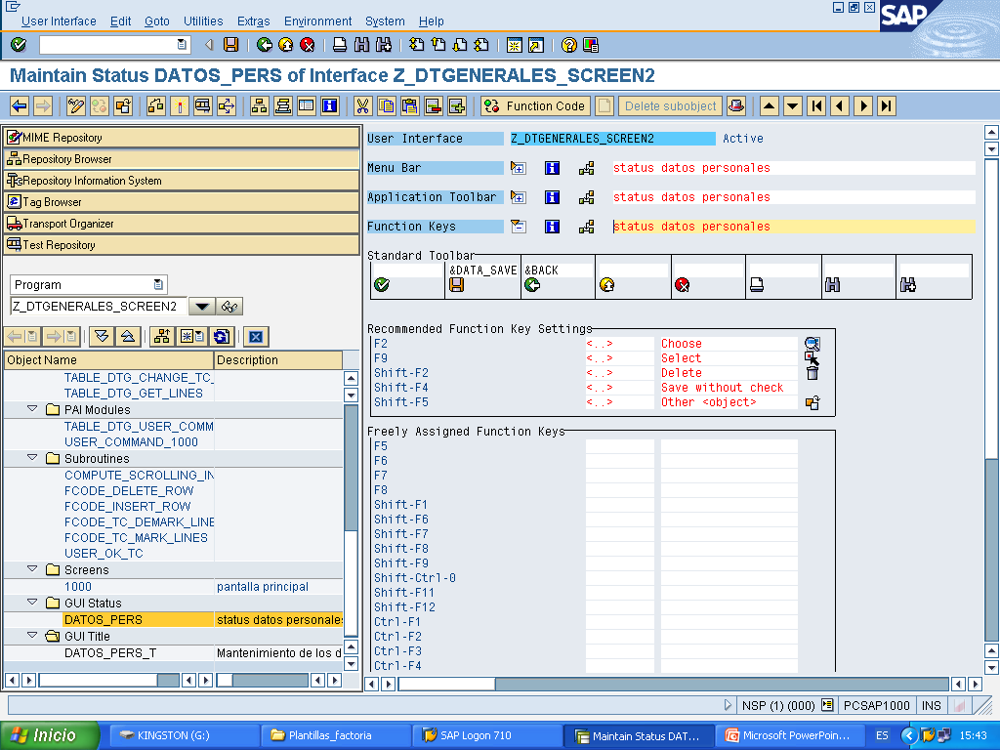 User Interface Edit Goto Utilities Extras Environment System Help
SAP
Maintain Status DATOS_PERS of Interface Z_DTGENERALES_SCREEN2
Function Code Delete subobject
MIME Repository
Repository Browser
Repository Information System
Tag Browser
Transport Organizer
Test Repository
Program
Z_DTGENERALES_SCREEN2
Object Name Description
TABLE_DTG_CHANGE_TC_
TABLE_DTG_GET_LINES
PAI Modules
TABLE_DTG_USER_COMM
USER_COMMAND_1000
Subroutines
COMPUTE_SCROLLING_IN
FCODE_DELETE_ROW
FCODE_INSERT_ROW
FCODE_TC_DEMARK_LINE
FCODE_TC_MARK_LINES
USER_OK_TC
Screens
1000 pantalla principal
GUI Status
DATOS_PERS status datos personales
GUI Title
DATOS_PERS_T Mantenimiento de los d
User Interface Z_DTGENERALES_SCREEN2 Active
Menu Bar status datos personales
Application Toolbar status datos personales
Function Keys status datos personales
Standard Toolbar
&DATA_SAVE &BACK
Recommended Function Key Settings
F2 <..> Choose
F9 <..> Select
Shift-F2 <..> Delete
Shift-F4 <..> Save without check
Shift-F5 <..> Other <object>
Freely Assigned Function Keys
F5
F6
F7
F8
Shift-F1
Shift-F6
Shift-F7
Shift-F8
Shift-F9
Shift-Ctrl-0
Shift-F11
Shift-F12
Ctrl-F1
Ctrl-F2
Ctrl-F3
Ctrl-F4
NSP (1) (000) PCSAP1000 INS
Inicio KINGSTON (G:) Plantillas_factoria SAP Logon 710 Maintain Status DAT... Microsoft PowerPoin... ES 15:43